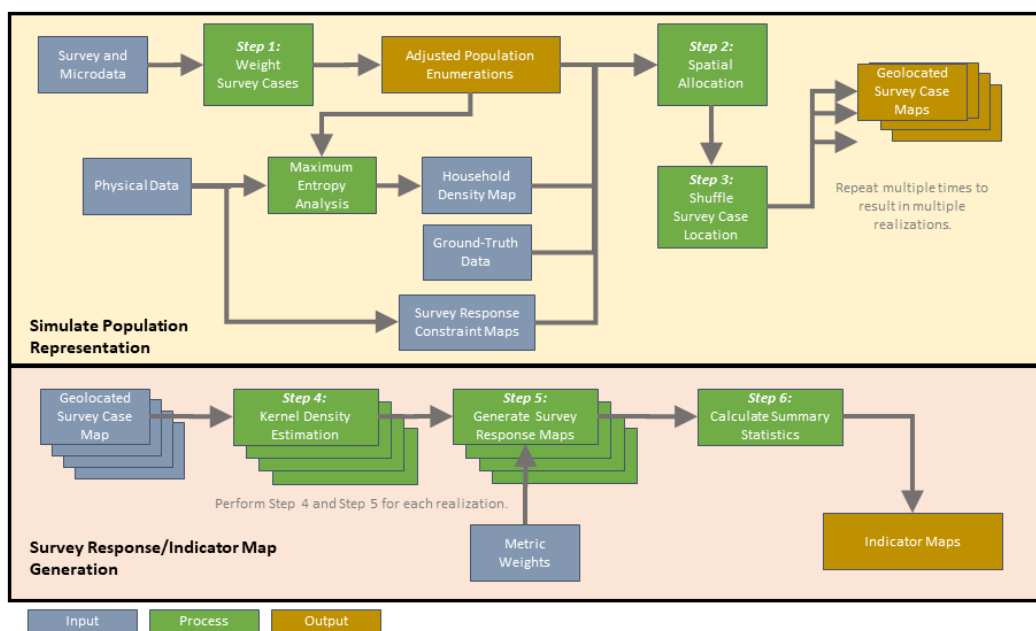 Survey and
Microdata
Step 1:
Weight
Survey Cases
Adjusted Population
Enumerations
Step 2:
Spatial
Allocation
Geolocated
Survey Case
Maps
Physical Data
Maximum
Entropy
Analysis
Household
Density Map
Step 3:
Shuffle
Survey Case
Location
Repeat multiple times to
result in multiple
realizations.
Ground-Truth
Data
Survey Response
Constraint Maps
Simulate Population
Representation
Geolocated
Survey Case
Map
Step 4:
Kernel Density
Estimation
Step 5:
Generate Survey
Response Maps
Step 6:
Calculate Summary
Statistics
Perform Step 4 and Step 5 for each realization.
Metric
Weights
Indicator Maps
Survey Response/Indicator Map
Generation
Input
Process
Output